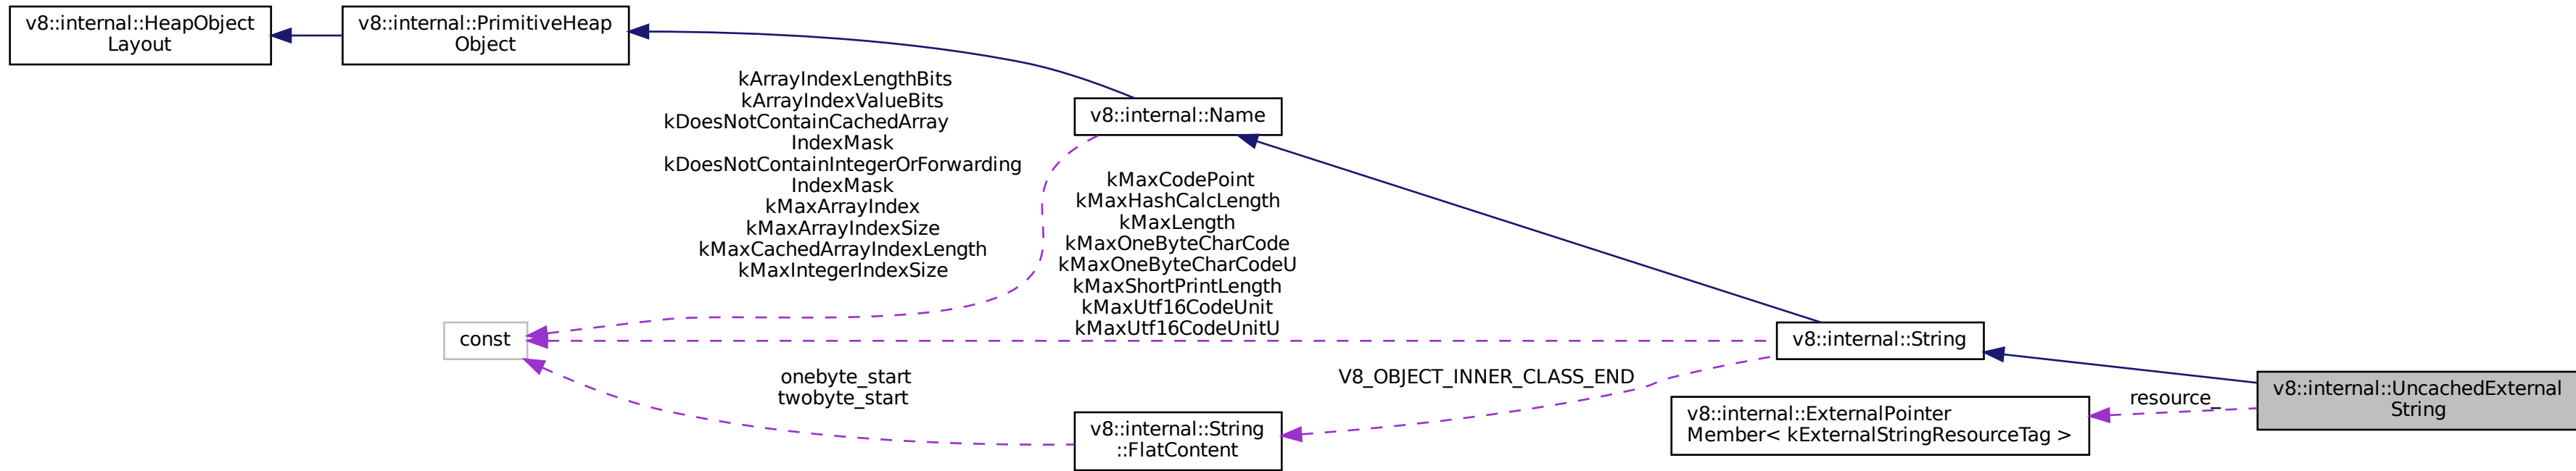 v8::internal::HeapObject
Layout
v8::internal::PrimitiveHeap
Object
kArrayIndexLengthBits
kArrayIndexValueBits
kDoesNotContainCachedArray
IndexMask
kDoesNotContainIntegerOrForwarding
IndexMask
kMaxArrayIndex
kMaxArrayIndexSize
kMaxCachedArrayIndexLength
kMaxIntegerIndexSize
v8::internal::Name
kMaxCodePoint
kMaxHashCalcLength
kMaxLength
kMaxOneByteCharCode
kMaxOneByteCharCodeU
kMaxShortPrintLength
kMaxUtf16CodeUnit
kMaxUtf16CodeUnitU
const
v8::internal::String
onebyte_start
twobyte_start
V8_OBJECT_INNER_CLASS_END
v8::internal::String
::FlatContent
v8::internal::ExternalPointer
Member< kExternalStringResourceTag >
resource_
v8::internal::UncachedExternal
String